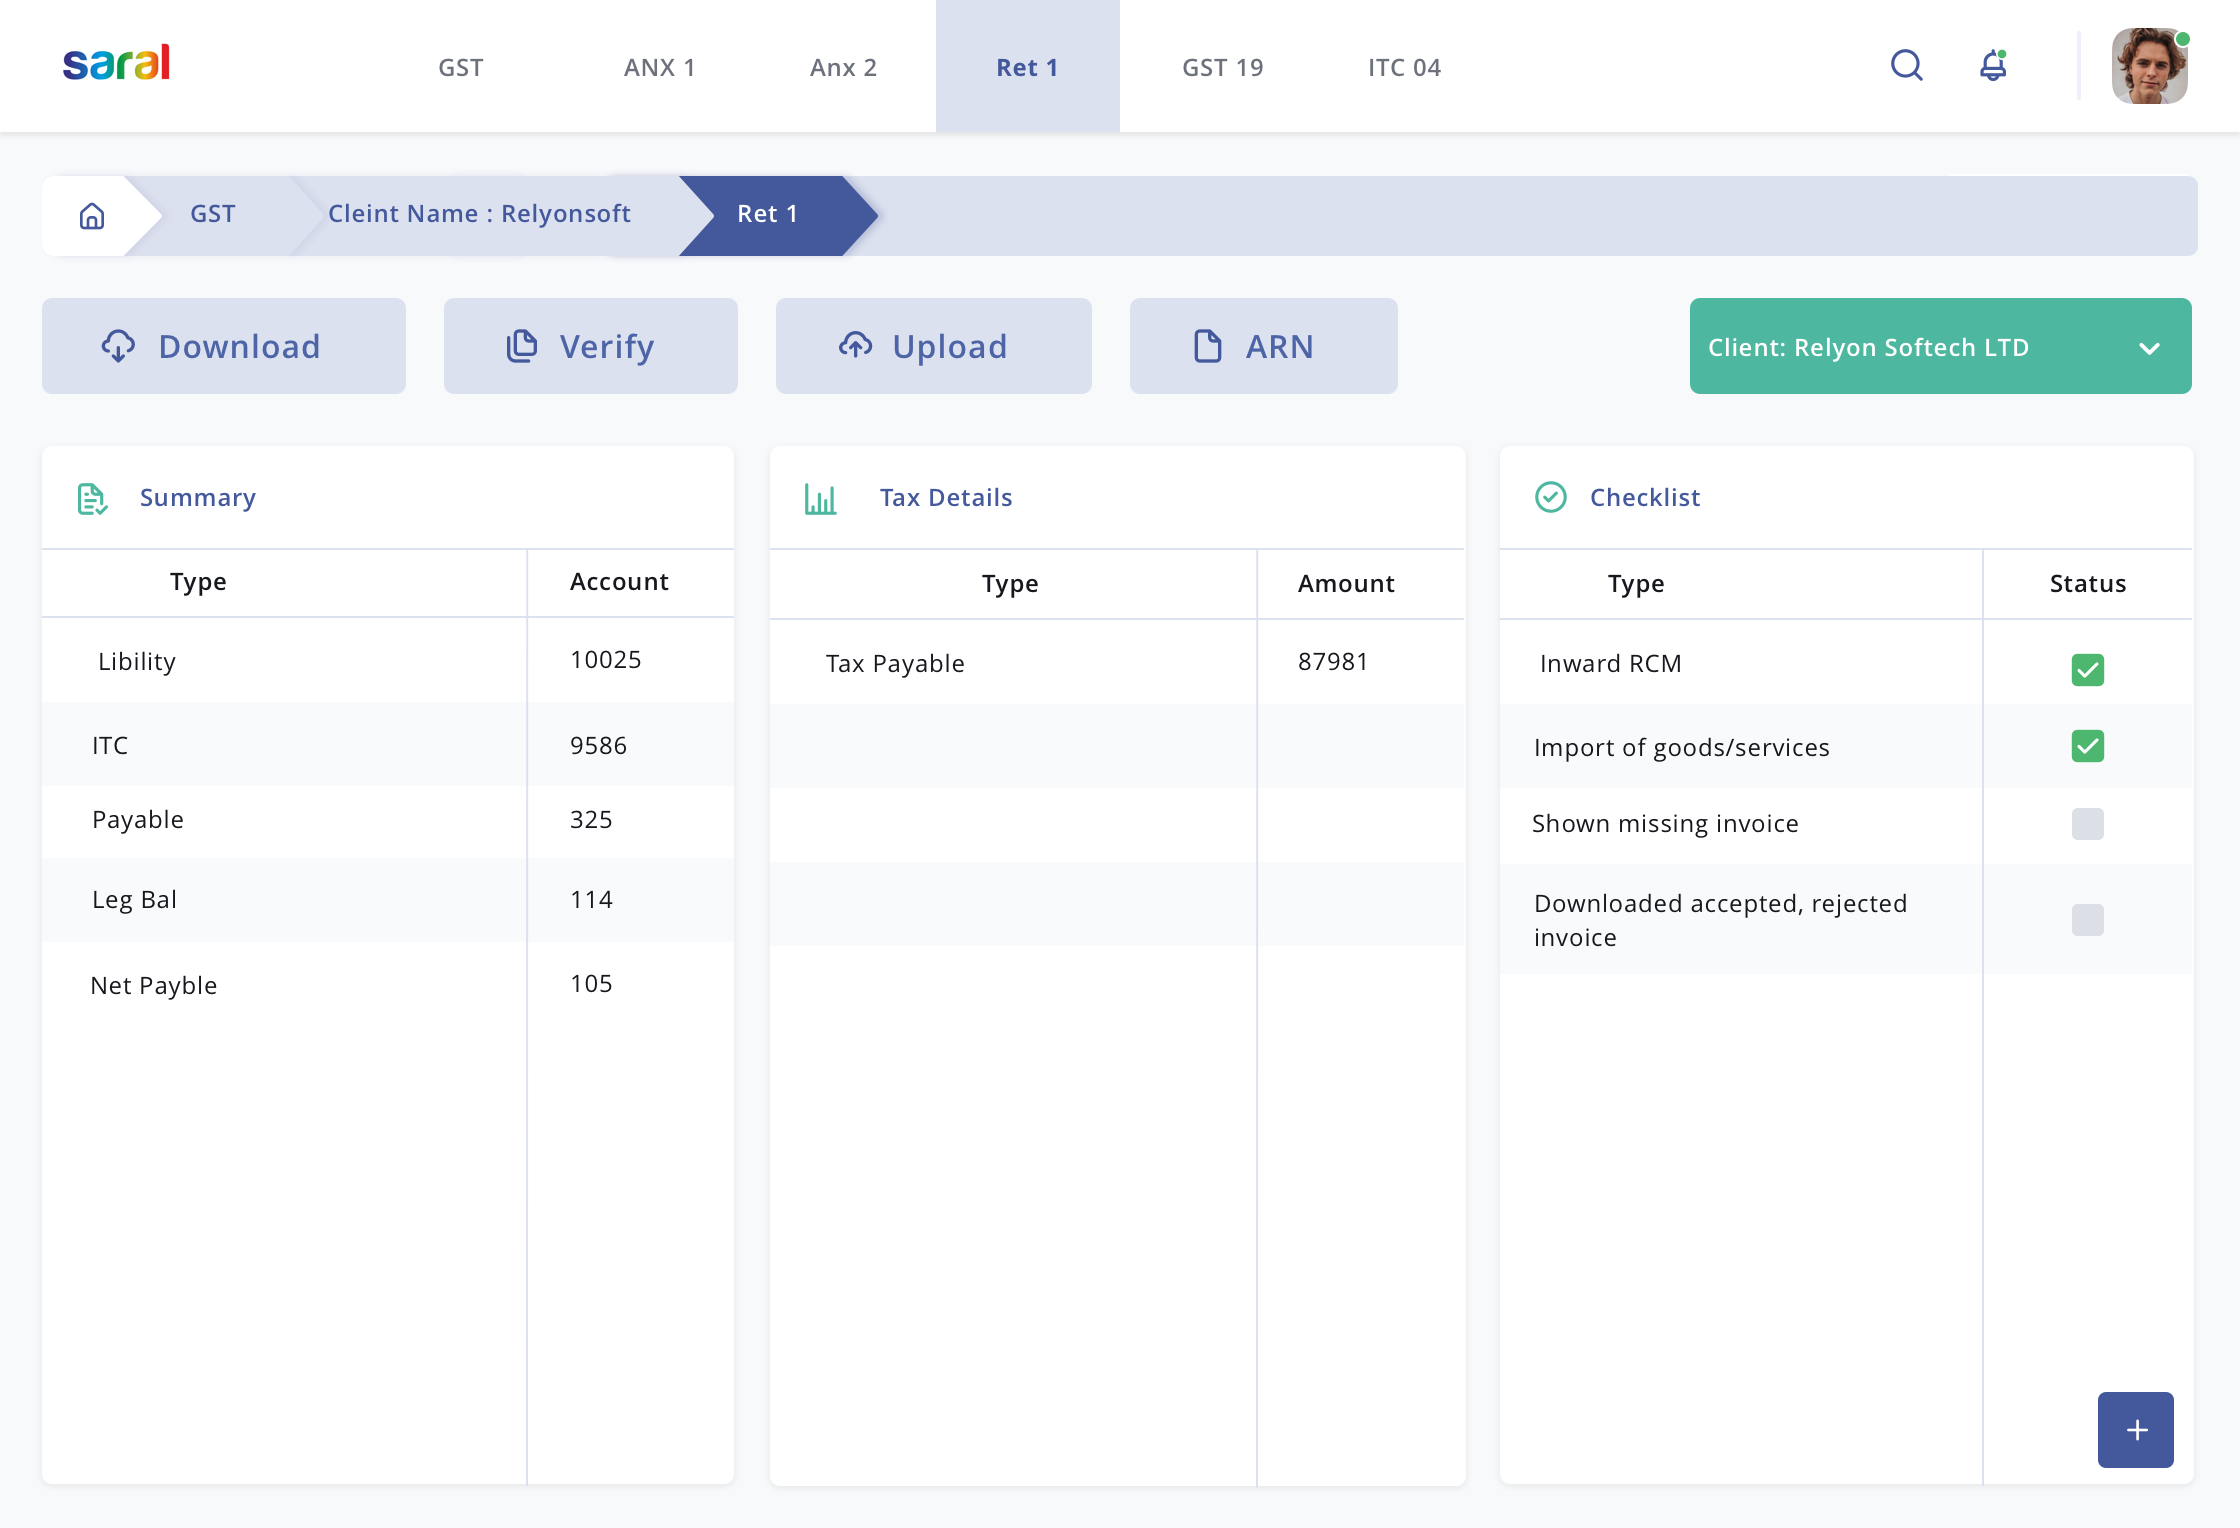 saral
GST
ANX 1
Anx 2
Ret 1
GST 19
ITC 04
GST
Cleint Name : Relyonsoft
Ret 1
Download
Verify
Upload
ARN
Client: Relyon Softech LTD
Summary
Type
Account
Libility
10025
ITC
9586
Payable
325
Leg Bal
114
Net Payble
105
Tax Details
Type
Amount
Tax Payable
87981
Checklist
Type
Status
Inward RCM
Import of goods/services
Shown missing invoice
Downloaded accepted, rejected
invoice